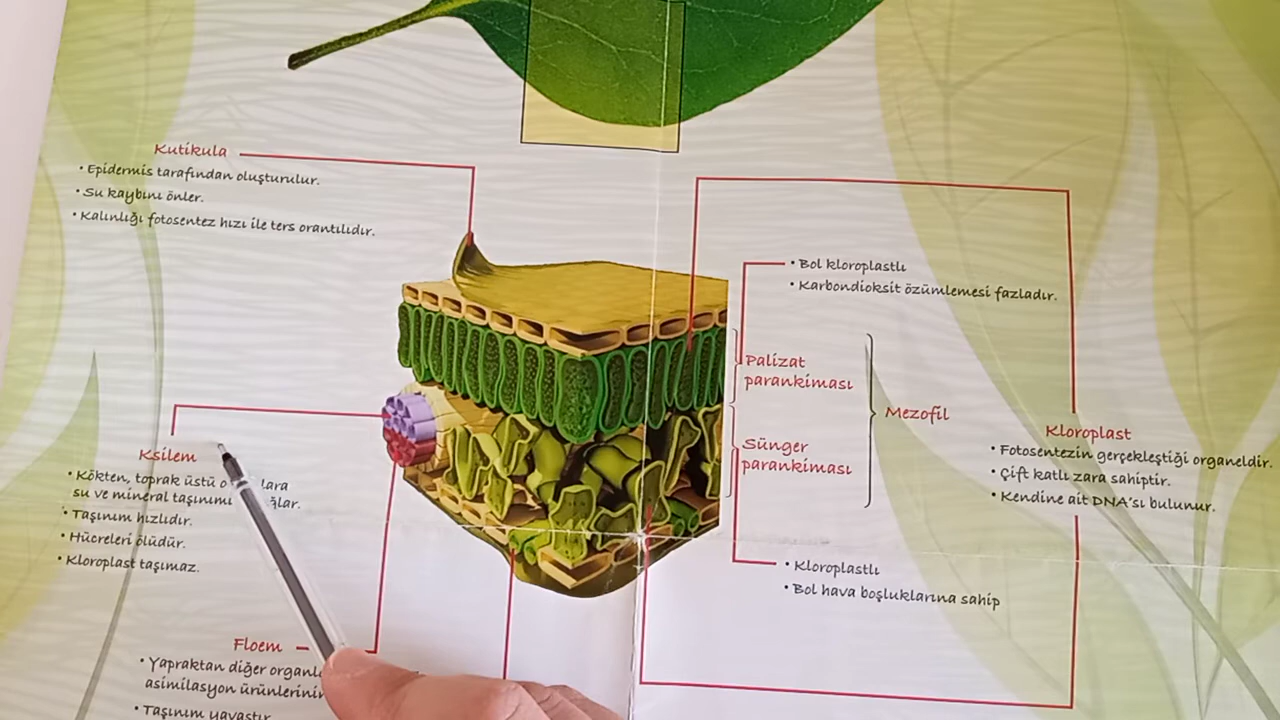 Kutikula
• Epidermis tarafından oluşturulur.
• Su kaybını önler.
• Kalınlığı fotosentez hızı ile ters orantılıdır.
• Bol kloroplastlı
• Karbondioksit özümlemesi fazladır.
Palizat
parankiması
Mezofil
Sünger
parankiması
Kloroplast
• Fotosentezin gerçekleştiği organeldir.
• Çift katlı zara sahiptir.
• Kendine ait DNA'sı bulunur.
Ksilem
• Kökten, toprak üstü
su ve mineral
• Taşınım hızlıdır.
• Hücreleri ölüdür.
• Kloroplast taşımaz.
• Kloroplastlı
• Bol hava boşluklarına sahip
Floem
• Yapraktan diğer
asimilasyon
• Taşınım yavaştır